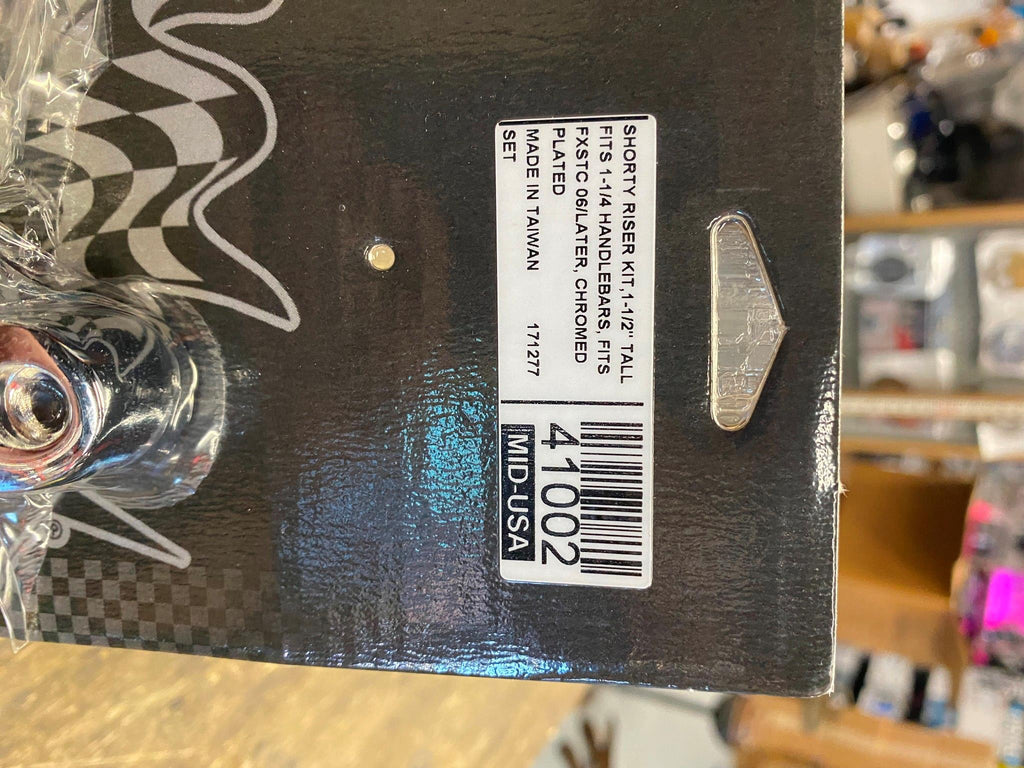 SHORTY RISER KIT,1-1/2" TALL
FITS 1-1/4 HANDLEBARS, FITS
FXSTC 06/LATER, CHROMED
PLATED
MADE IN TAIWAN 171277
SET
41002
MID-USA